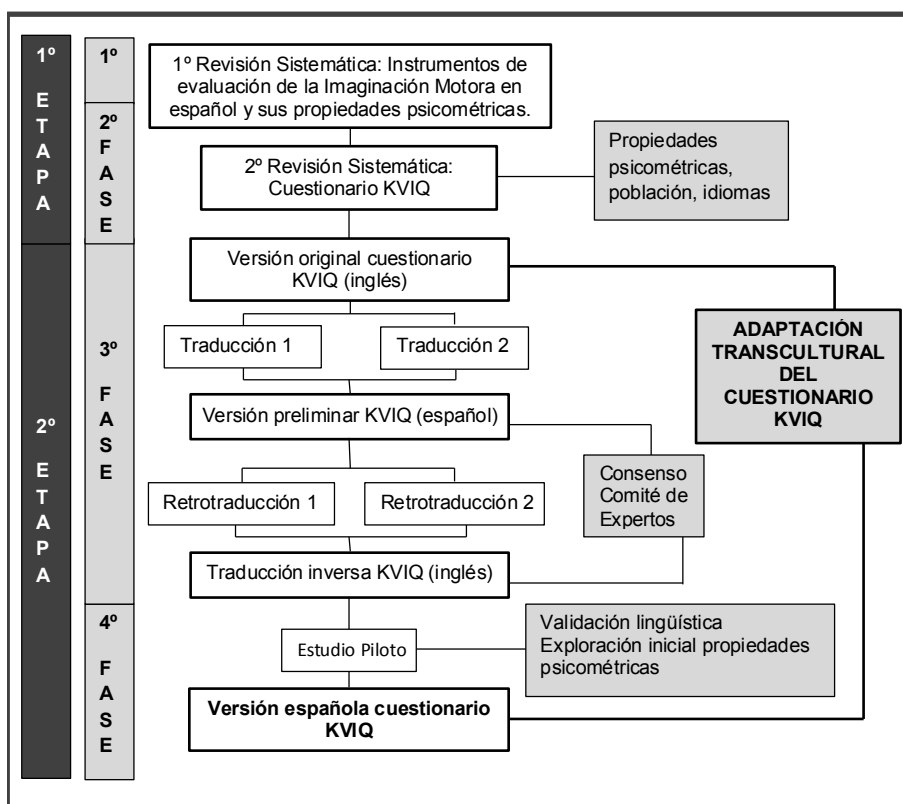 1º
E
T
A
P
A
1º
2º
F
A
S
E
1º Revisión Sistemática: Instrumentos de
evaluación de la Imaginación Motora en
español y sus propiedades psicométricas.
2º Revisión Sistemática:
Cuestionario KVIQ
Propiedades
psicométricas,
población, idiomas
2º
E
T
A
P
A
3º
F
A
S
E
Versión original cuestionario
KVIQ (inglés)
Traducción 1
Traducción 2
Versión preliminar KVIQ (español)
Retrotraducción 1
Retrotraducción 2
Traducción inversa KVIQ (inglés)
Consenso
Comité de
Expertos
ADAPTACIÓN
TRANSCULTURAL
DEL
CUESTIONARIO
KVIQ
4º
F
A
S
E
Estudio Piloto
Validación lingüística
Exploración inicial propiedades
psicométricas
Versión española cuestionario
KVIQ